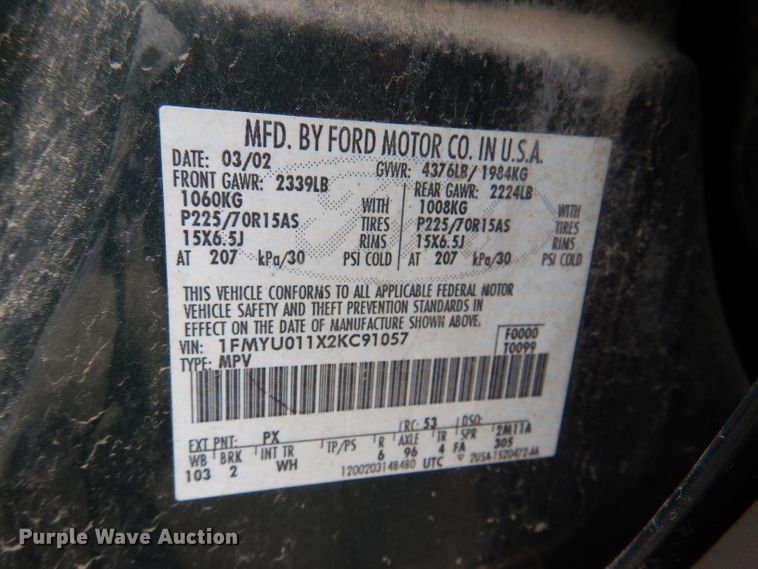 MFD. BY FORD MOTOR CO. IN U.S.A.
DATE: 03/02 GVWR: 4376LB/ 1984KG
FRONT GAWR: 2339LB REAR GAWR: 2224LB
1060KG WITH 1008KG WITH
P225/70R15AS TIRES P225/70R15AS TIRES
15X6.5J RIMS 15X6.5J RIMS
AT 207 kPa/30 PSI COLD AT 207 kPa/30 PSI COLD
THIS VEHICLE CONFORMS TO ALL APPLICABLE FEDERAL MOTOR
VEHICLE SAFETY AND THEFT PREVENTION STANDARDS IN
EFFECT ON THE DATE OF MANUFACTURE SHOWN ABOVE.
VIN: 1FMYU011X2KC91057 F0000
TYPE: MPV T0099
EXT PNT: PX RC: 53 DSO:
WB BRK INT TR TP/PS R AXLE TR SPR 2M11A
103 2 WH 6 96 4 FA 305
1200203148480 UTC
Purple Wave Auction